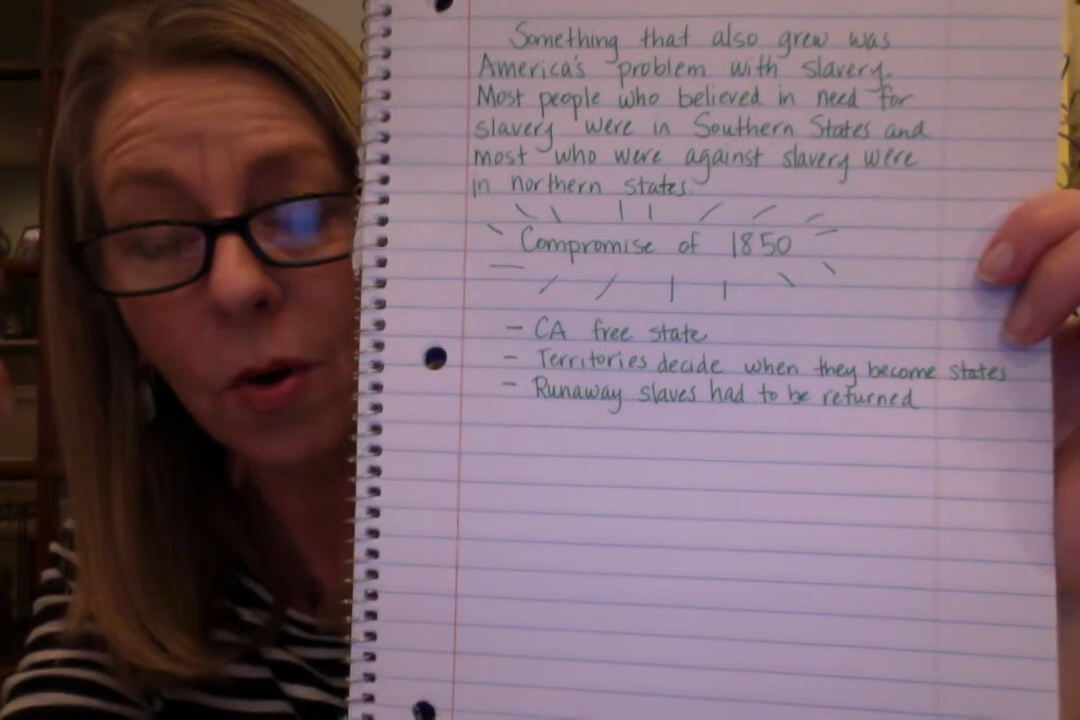 Something that also grew was
America's problem with slavery.
Most people who believed in need for
slavery were in Southern States and
most who were against slavery were
in northern states.
Compromise of 1850
- CA free state
- Territories decide when they become states
- Runaway slaves had to be returned